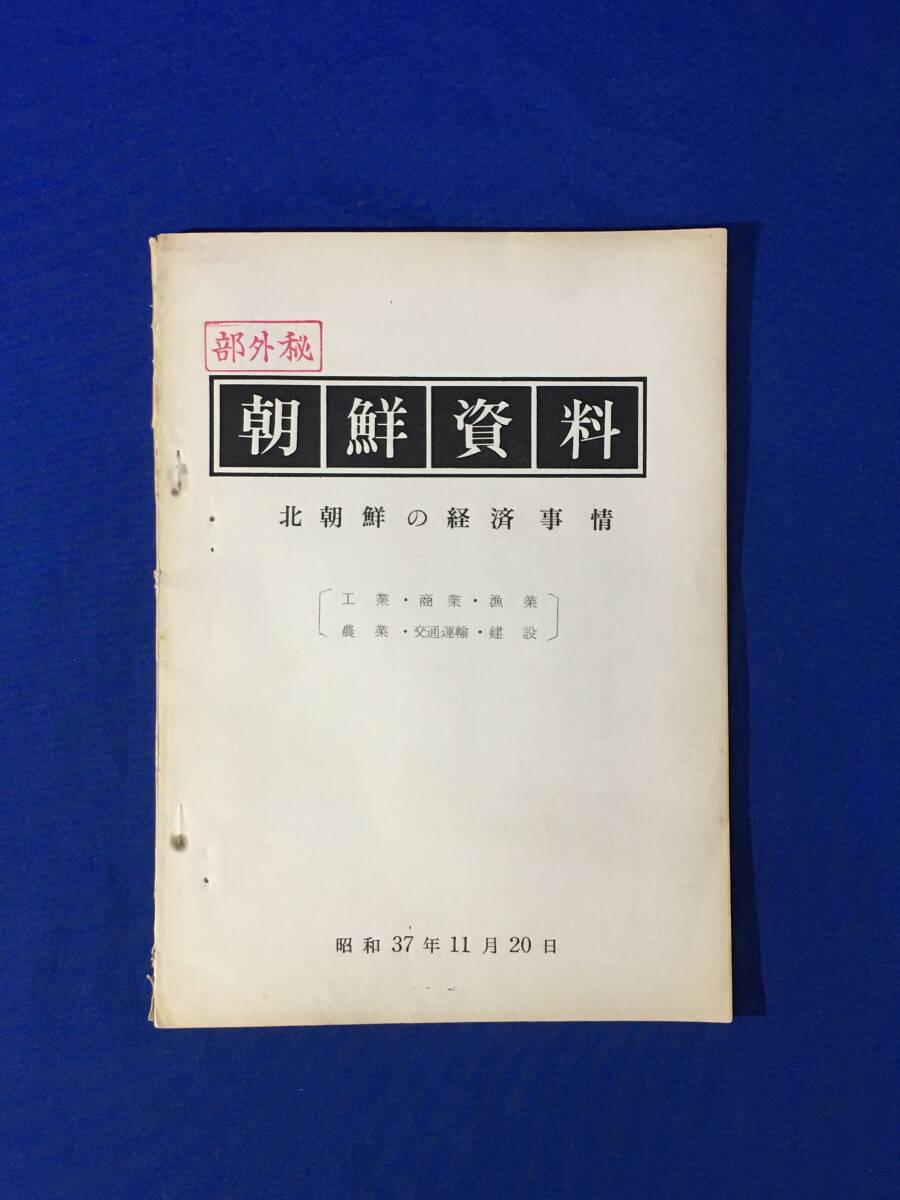 部外秘
朝鮮資料
北朝鮮の経済事情
工業・商業・漁業
農業・交通運輸・建設
昭和37年11月20日